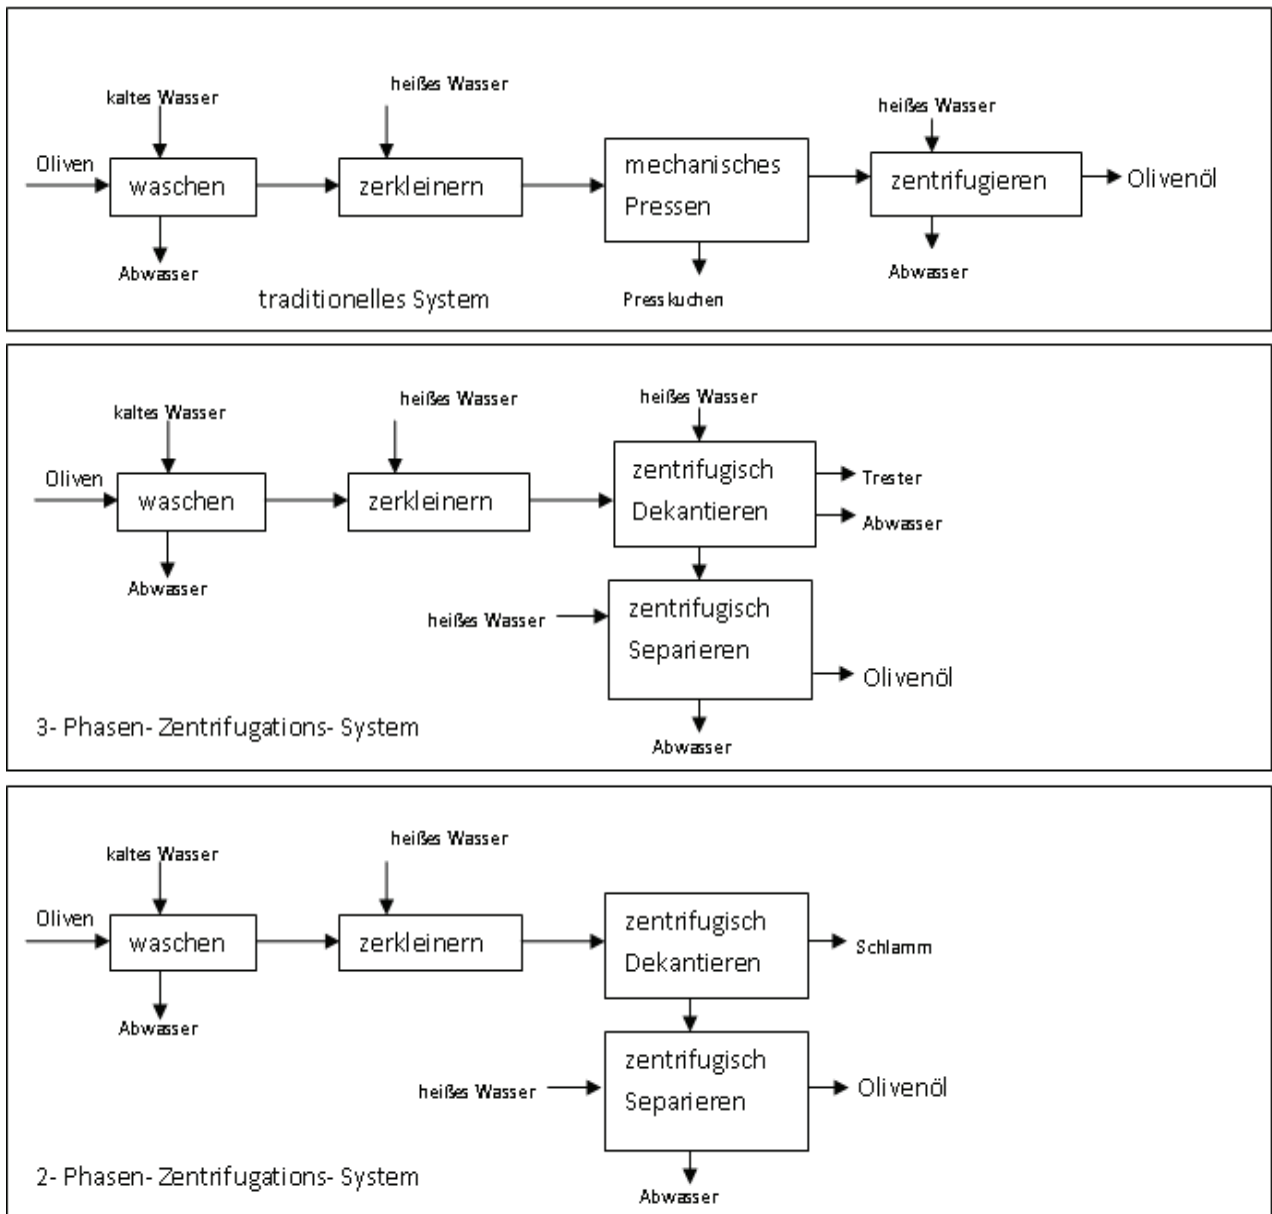 heißes Wasser
kaltes Wasser
heißes Wasser
Oliven
waschen
zerkleinern
mechanisches
Pressen
zentrifugieren
Olivenöl
Abwasser
Abwasser
Presskuchen
traditionelles System
heißes Wasser
heißes Wasser
kaltes Wasser
Oliven
waschen
zerkleinern
zentrifugisch
Dekantieren
Trester
Abwasser
Abwasser
heißes Wasser
zentrifugisch
Separieren
Olivenöl
Abwasser
3- Phasen- Zentrifugations- System
heißes Wasser
kaltes Wasser
Oliven
waschen
zerkleinern
zentrifugisch
Dekantieren
Schlamm
Abwasser
heißes Wasser
zentrifugisch
Separieren
Olivenöl
Abwasser
2- Phasen- Zentrifugations- System